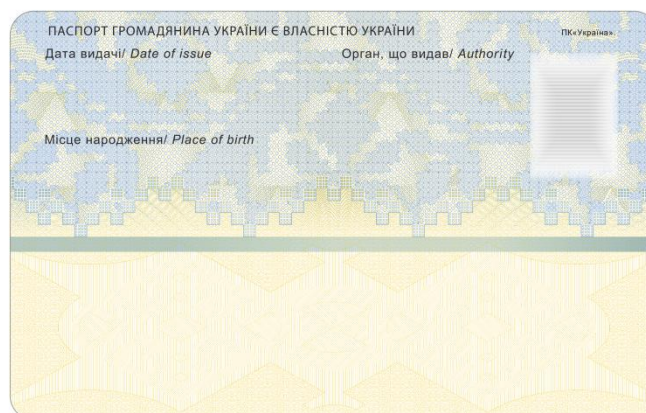 ПАСПОРТ ГРОМАДЯНИНА УКРАЇНИ Є ВЛАСНІСТЮ УКРАЇНИ
ПК«Україна».
Дата видачі/ Date of issue
Орган, що видав/ Authority
Місце народження/ Place of birth